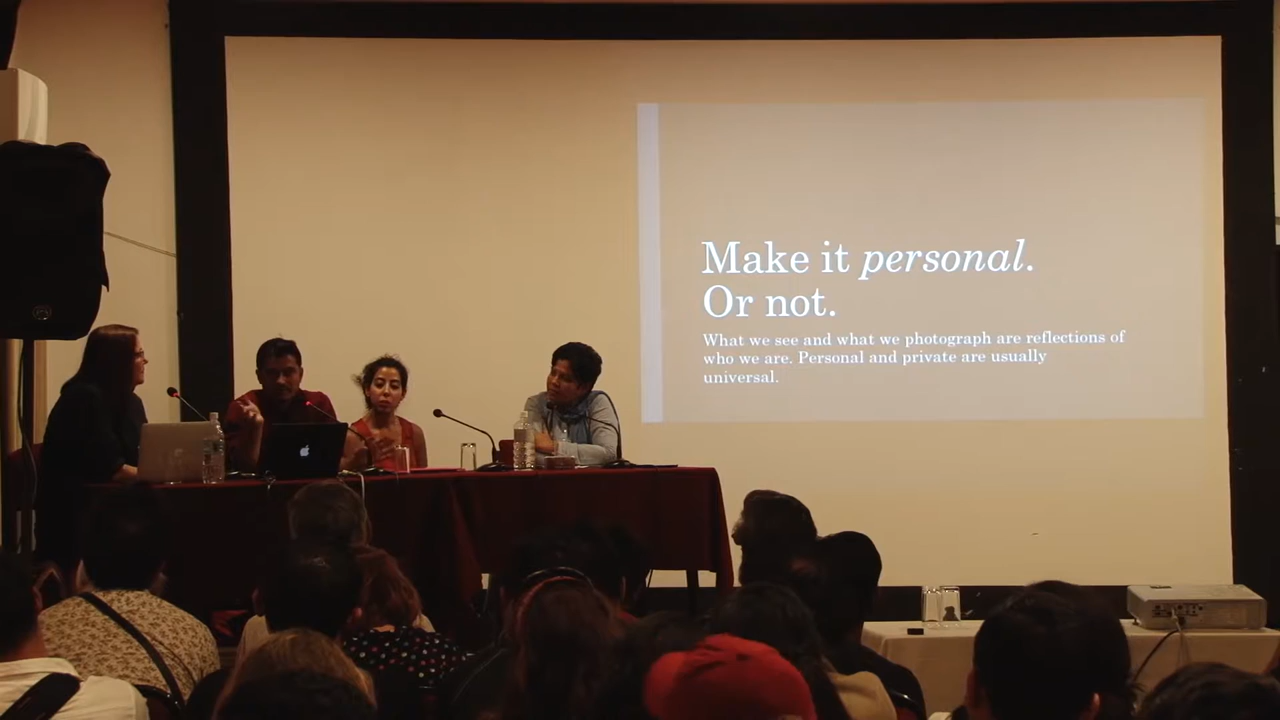 Make it personal.
Or not.
What we see and what we photograph are reflections of
who we are. Personal and private are usually
universal.